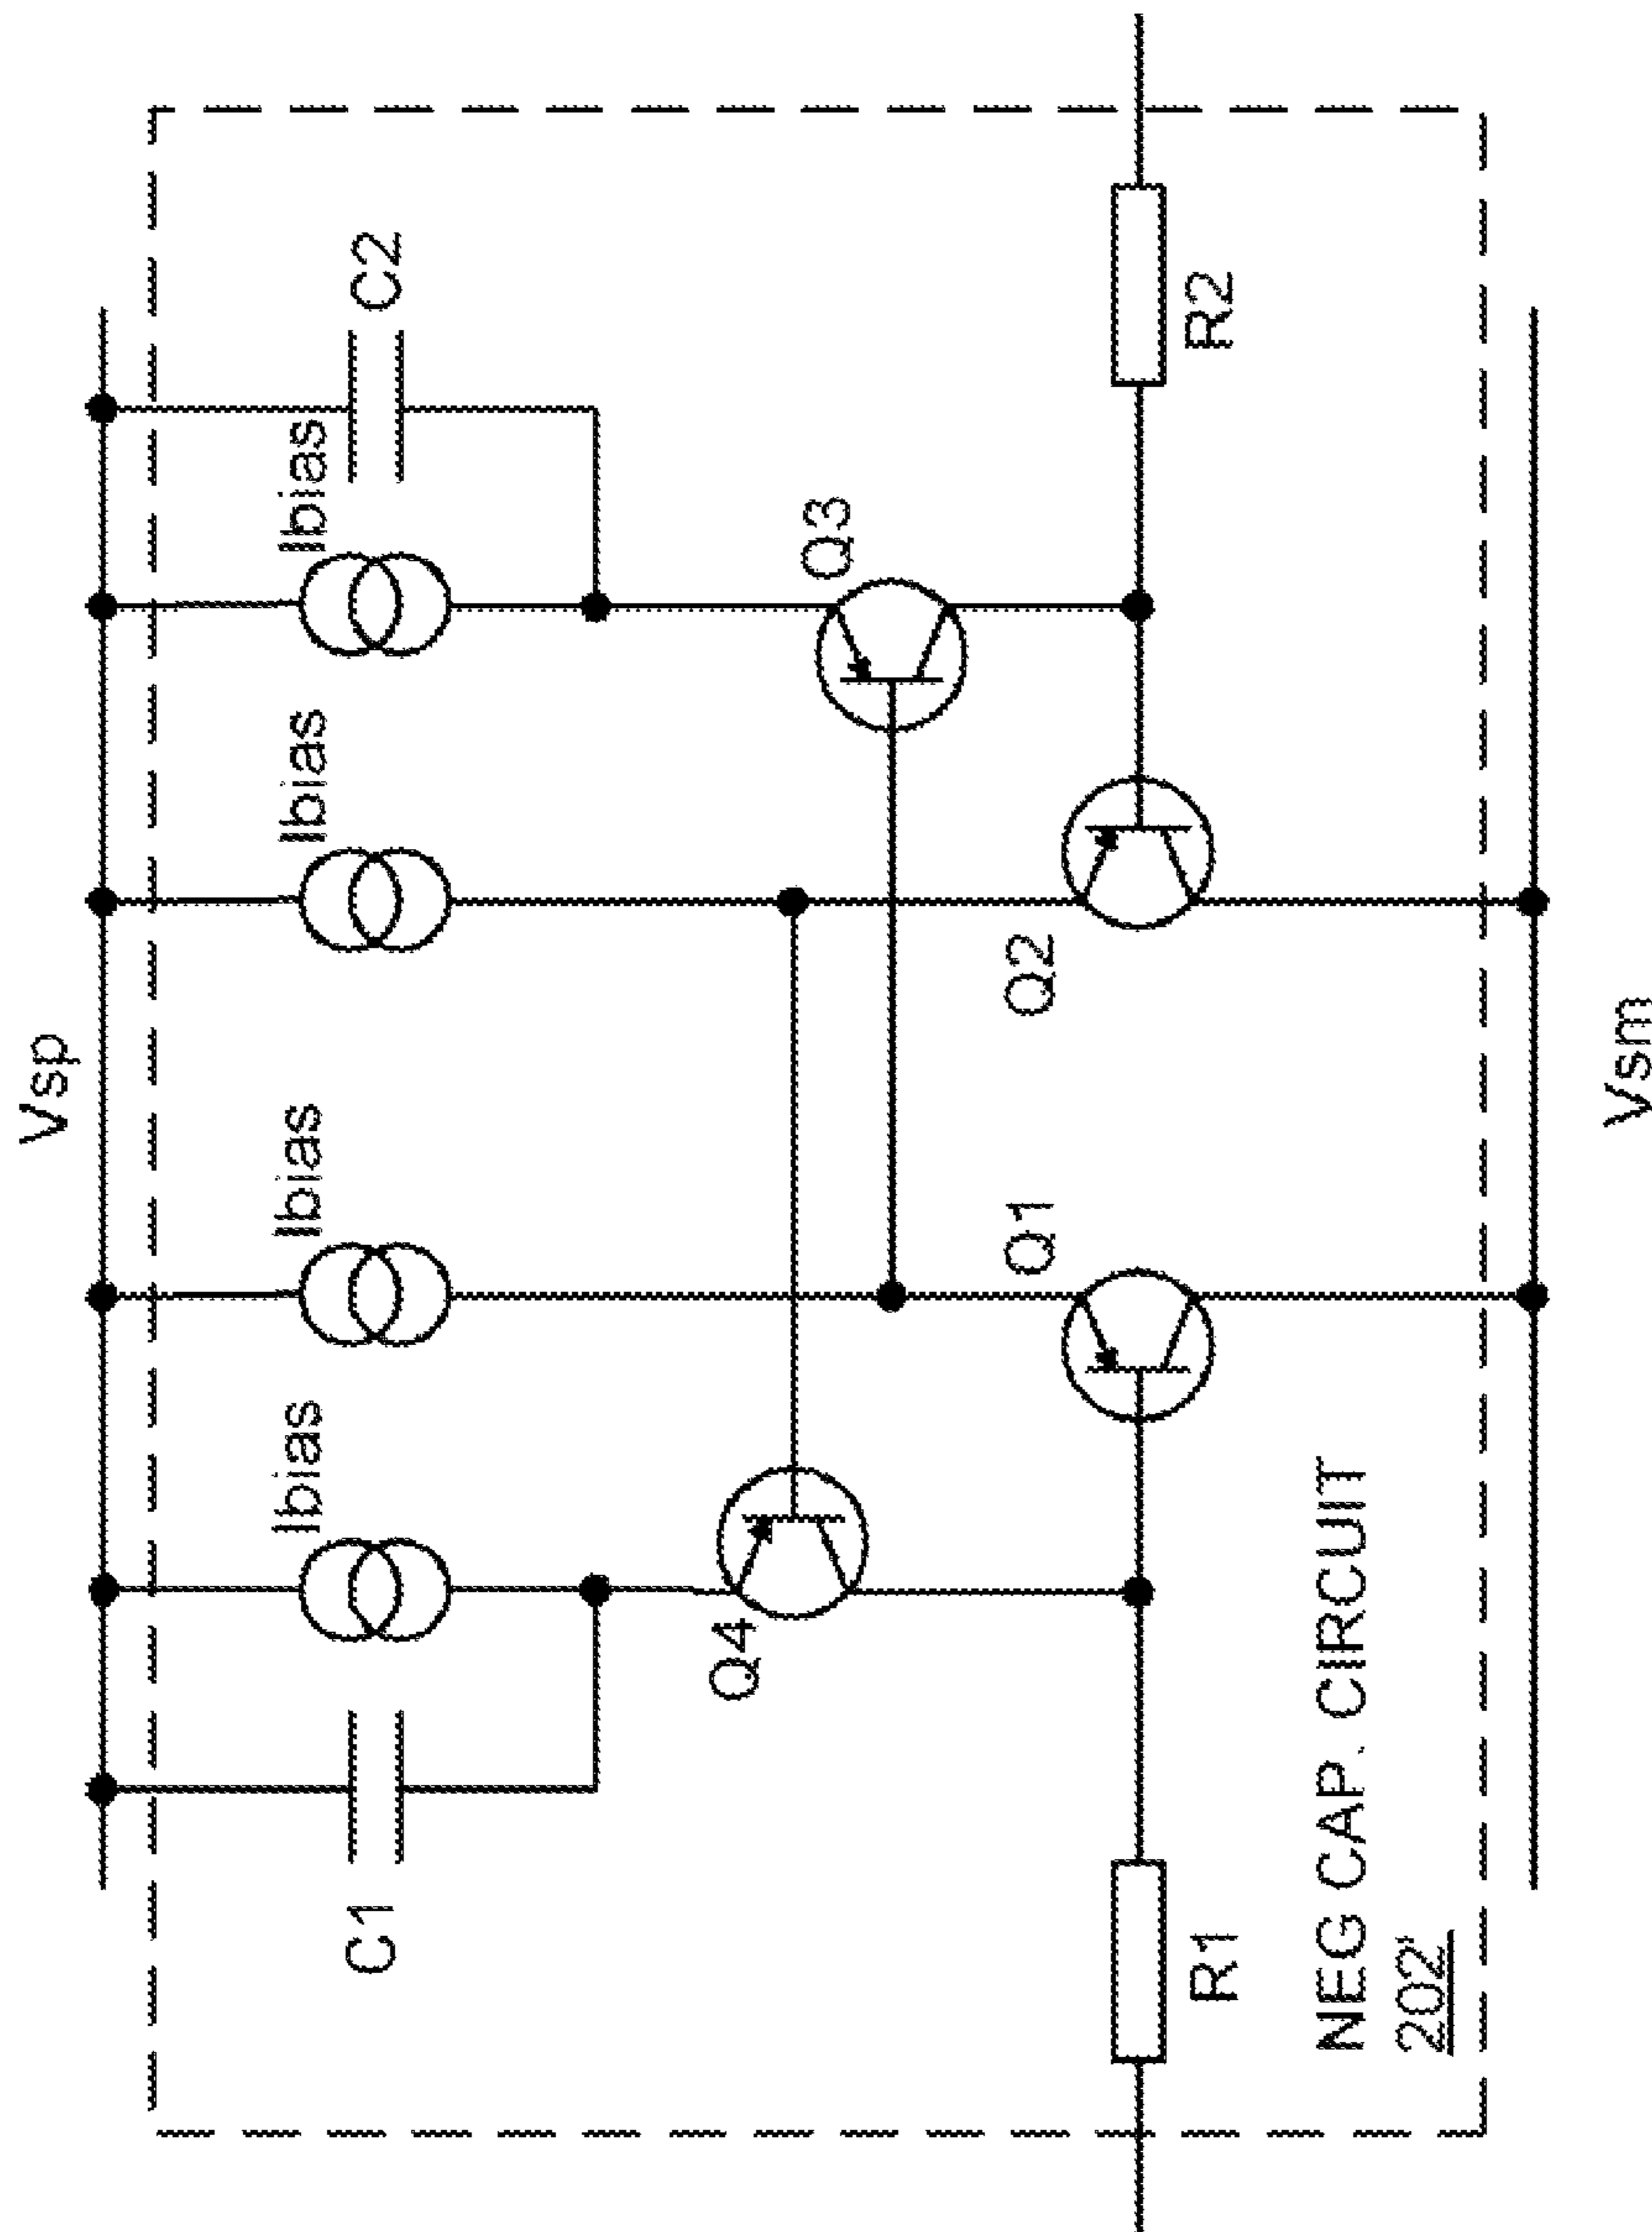 Vsp
C1
Ibias
Ibias
Ibias
Ibias
C2
Q4
Q3
Q1
Q2
R1
R2
NEG CAP. CIRCUIT
202'
Vsm